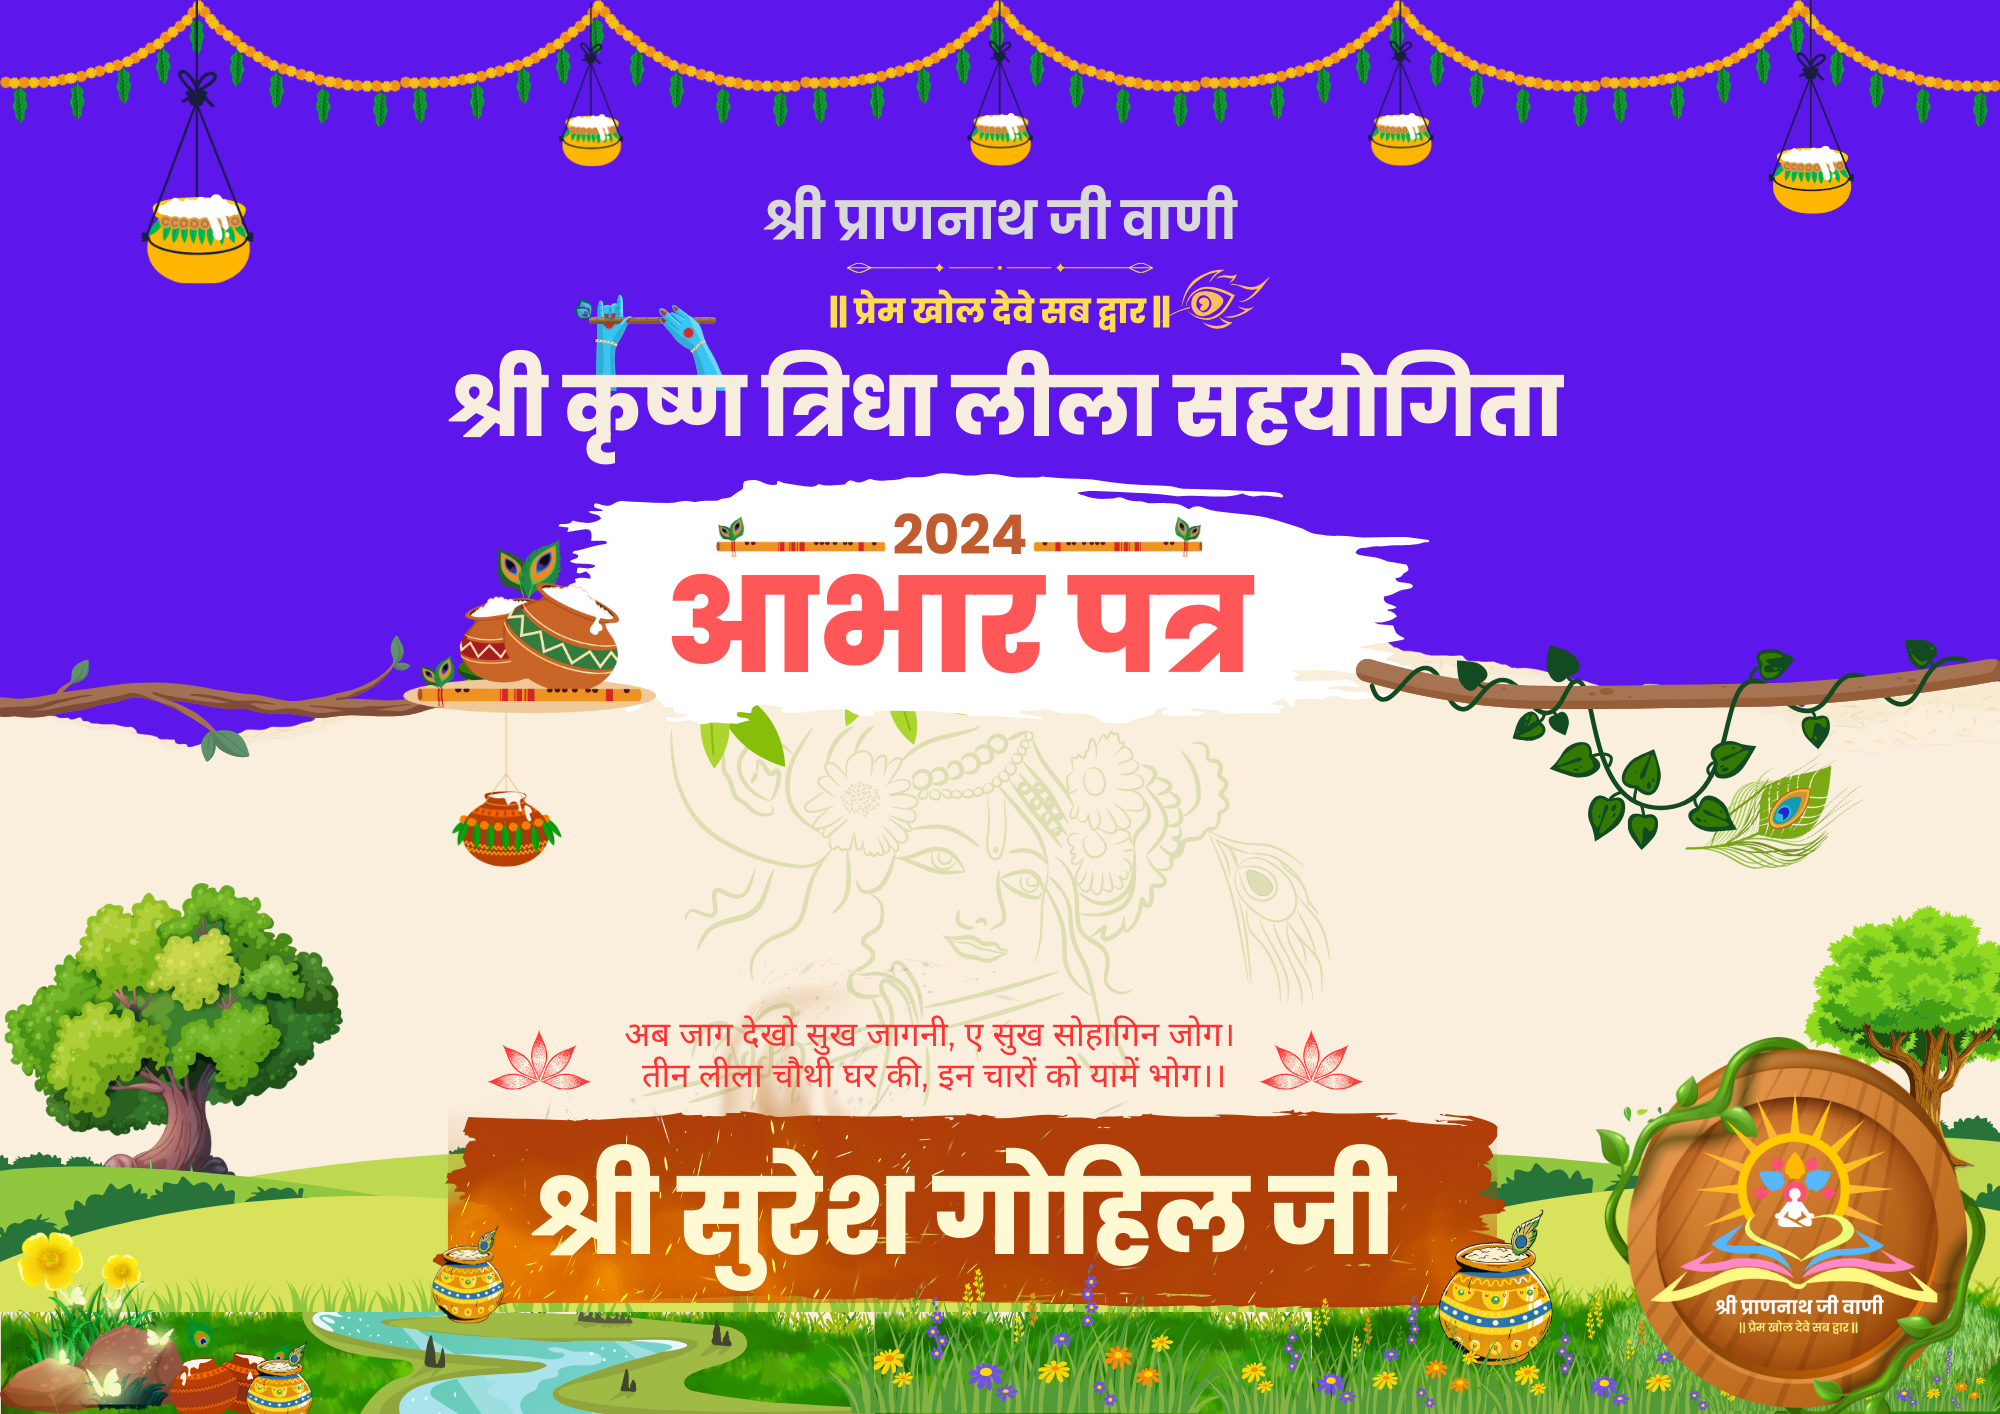 श्री प्राणनाथ जी वाणी
॥ प्रेम खोल देवे सब द्वार ॥
श्री कृष्ण त्रिधा लीला सहयोगिता
2024
आभार पत्र
अब जाग देखो सुख जागनी, ए सुख सोहागिन जोग।
तीन लीला चौथी घर की, इन चारों को यामें भोग।।
श्री सुरेश गोहिल जी
श्री प्राणनाथ जी वाणी
॥ प्रेम खोल देवे सब द्वार ॥